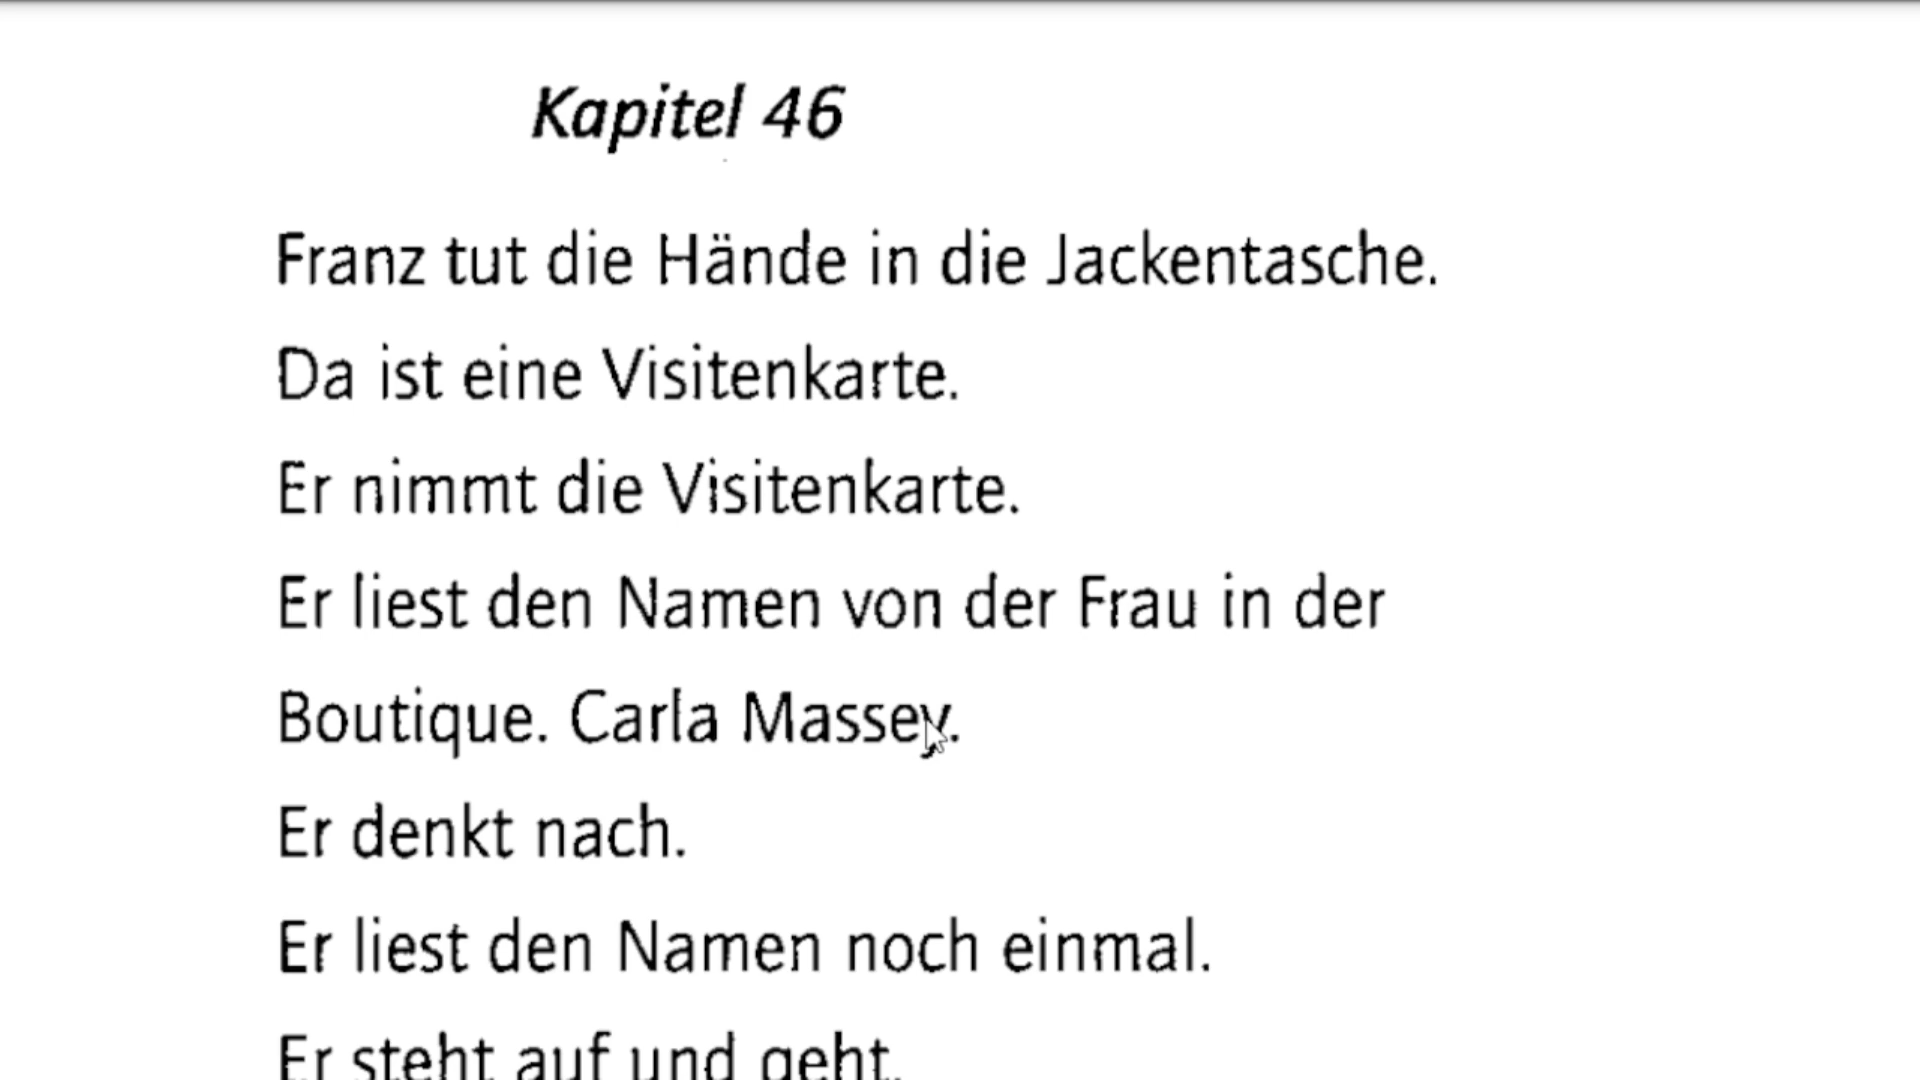 Kapitel 46
Franz tut die Hände in die Jackentasche.
Da ist eine Visitenkarte.
Er nimmt die Visitenkarte.
Er liest den Namen von der Frau in der
Boutique. Carla Massey.
Er denkt nach.
Er liest den Namen noch einmal.
Er steht auf und geht.